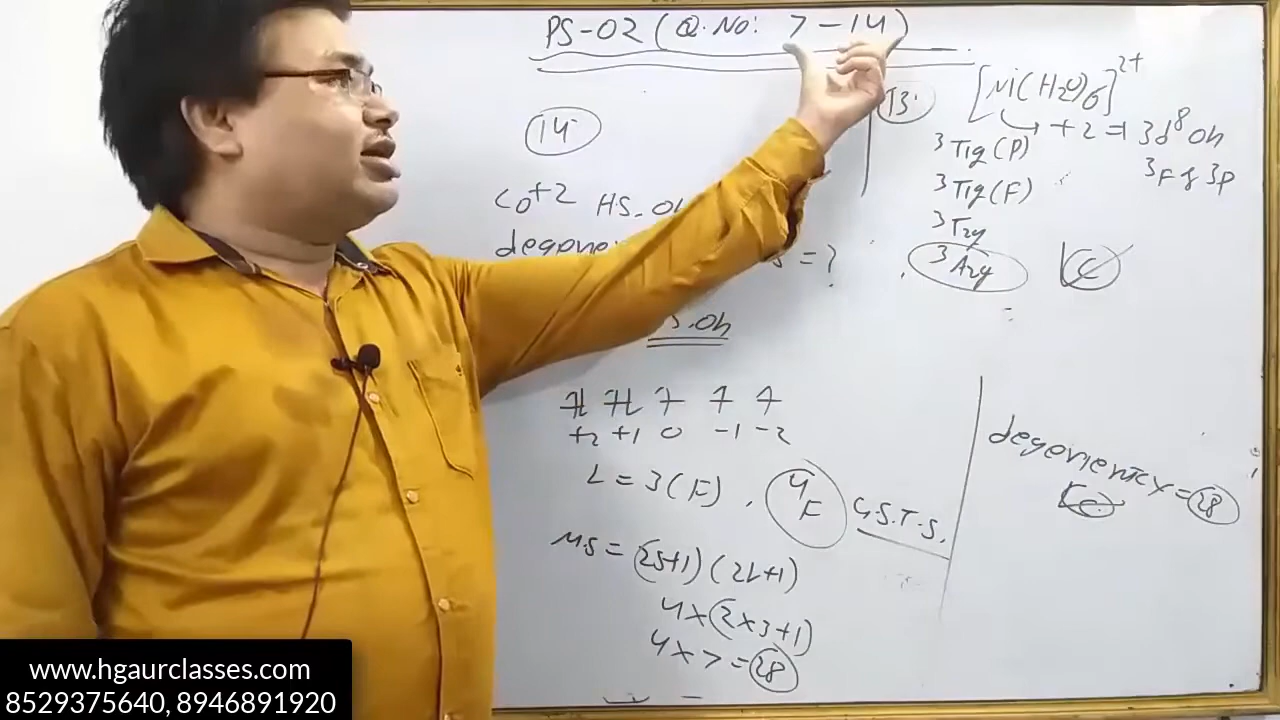 PS-02 (Q.No: 7-14)
14
Co+2 HS-Oh
= ?
S.Oh
+2 +1 0 -1 -2
L = 3 (F), 4F G.S.T.S.
MS = (2S+1) (2L+1)
4×(2×3+1)
4×7=28
13.
[Ni(H2O)6]2+
+2 = 3d8 Oh
3T1g(P)
3F & 3P
3T1g(F)
3T2g
3A2g C
degeneracy = 28
www.hgaurclasses.com
8529375640, 8946891920